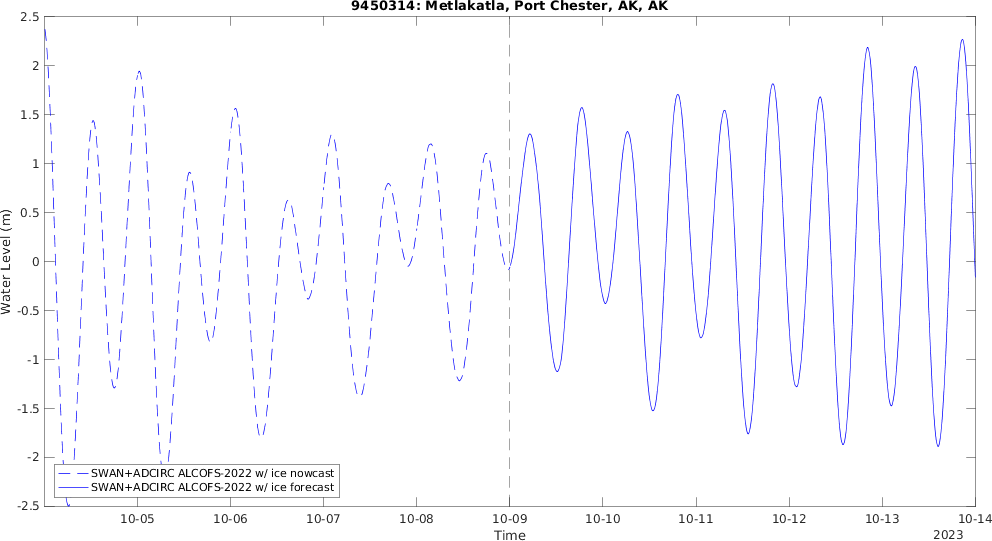 9450314: Metlakatla, Port Chester, AK, AK
2.5
2
1.5
1
0.5
0
-0.5
-1
-1.5
-2
-2.5
Water Level (m)
SWAN+ADCIRC ALCOFS-2022 w/ ice nowcast
SWAN+ADCIRC ALCOFS-2022 w/ ice forecast
10-05 10-06 10-07 10-08 10-09 10-10 10-11 10-12 10-13 10-14
Time
2023